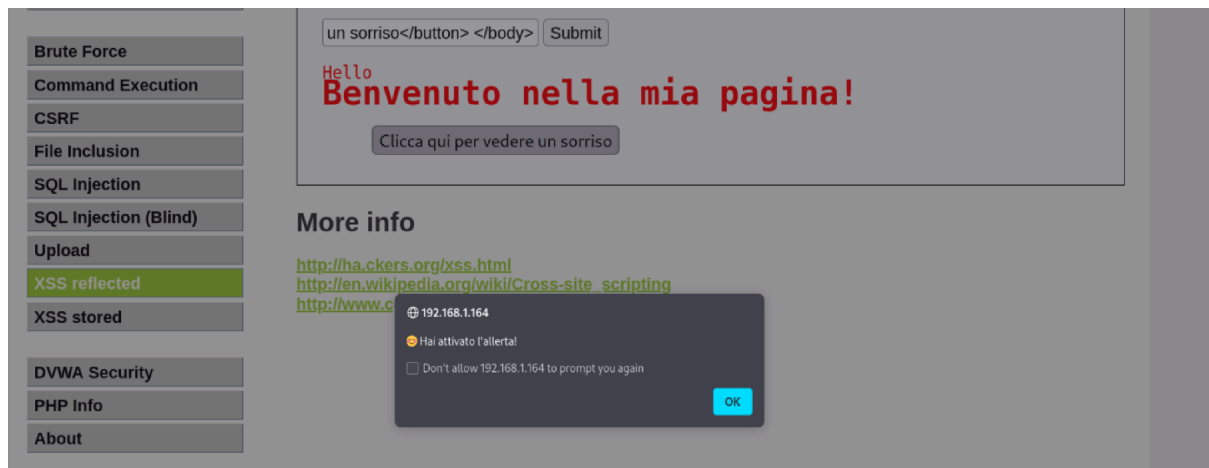 Brute Force
Command Execution
CSRF
File Inclusion
SQL Injection
SQL Injection (Blind)
Upload
XSS reflected
XSS stored
DVWA Security
PHP Info
About
un sorriso</button> </body> Submit
Hello
Benvenuto nella mia pagina!
Clicca qui per vedere un sorriso
More info
http://ha.ckers.org/xss.html
http://en.wikipedia.org/wiki/Cross-site_scripting
http://www.c
192.168.1.164
😊 Hai attivato l'allerta!
Don't allow 192.168.1.164 to prompt you again
OK